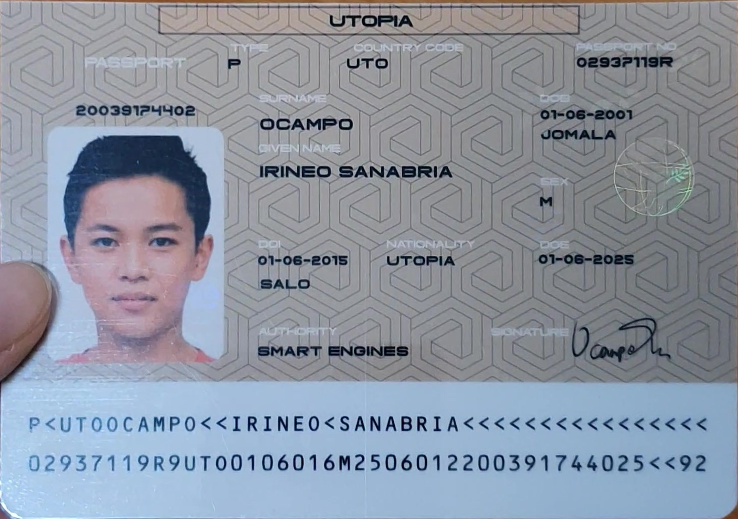 UTOPIA
PASSPORT
TYPE
P
COUNTRY CODE
UTO
PASSPORT NO
02937119R
20039174402
SURNAME
OCAMPO
DOB
01-06-2001
JOMALA
GIVEN NAME
IRINEO SANABRIA
SEX
M
DOI
01-06-2015
SALO
NATIONALITY
UTOPIA
DOE
01-06-2025
AUTHORITY
SMART ENGINES
SIGNATURE
Ocampo
P<UTOOCAMPO<<IRINEO<SANABRIA<<<<<<<<<<<<<<<<
02937119R9UTO0106016M2506012200391744025<<92